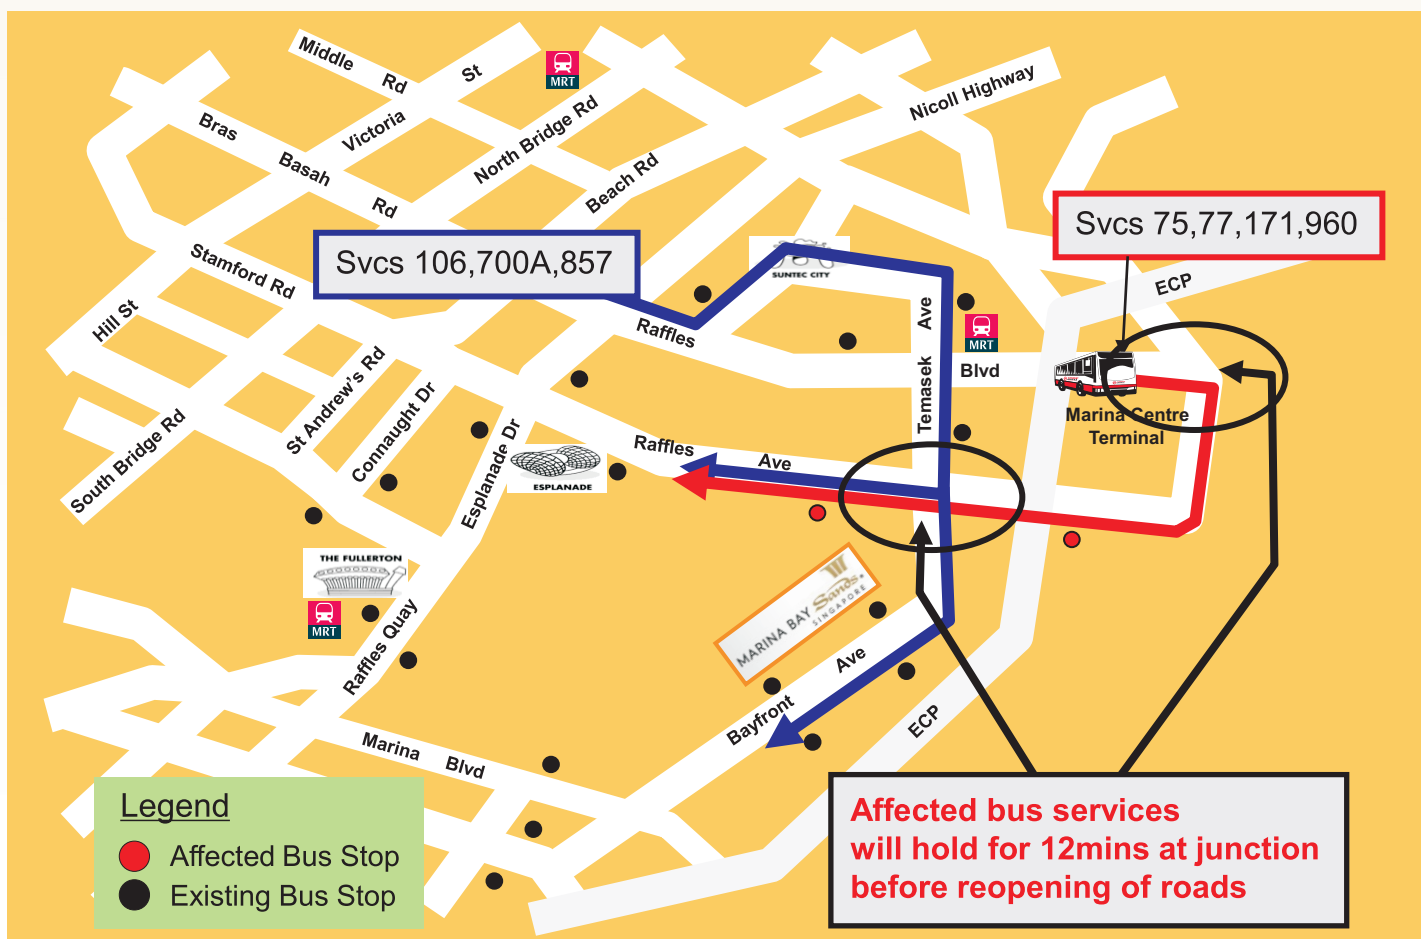 Middle Rd
Victoria St
MRT
Nicoll Highway
North Bridge Rd
Bras Basah Rd
Beach Rd
Svcs 75,77,171,960
Svcs 106,700A,857
SUNTEC CITY
Stamford Rd
ECP
Hill St
Raffles Blvd
Temasek Ave
MRT
St Andrew's Rd
Connaught Dr
Marina Centre
Terminal
South Bridge Rd
Esplanade Dr
Raffles Ave
ESPLANADE
THE FULLERTON
MRT
Raffles Quay
MARINA BAY
Sands.
SINGAPORE
Bayfront Ave
ECP
Marina Blvd
Affected bus services
will hold for 12mins at junction
before reopening of roads
Legend
Affected Bus Stop
Existing Bus Stop